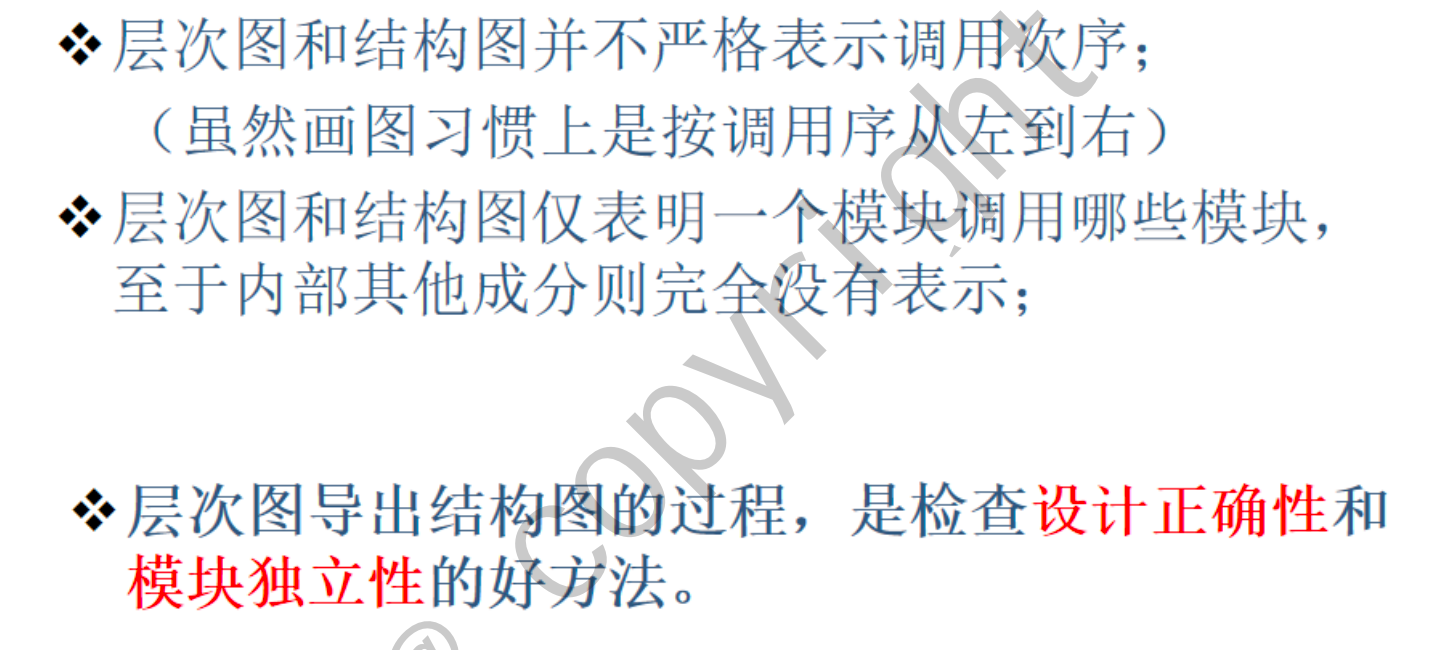 ❖层次图和结构图并不严格表示调用次序；
（虽然画图习惯上是按调用序从左到右）
❖层次图和结构图仅表明一个模块调用哪些模块，
至于内部其他成分则完全没有表示；
❖层次图导出结构图的过程，是检查设计正确性和
模块独立性的好方法。
@ copyright